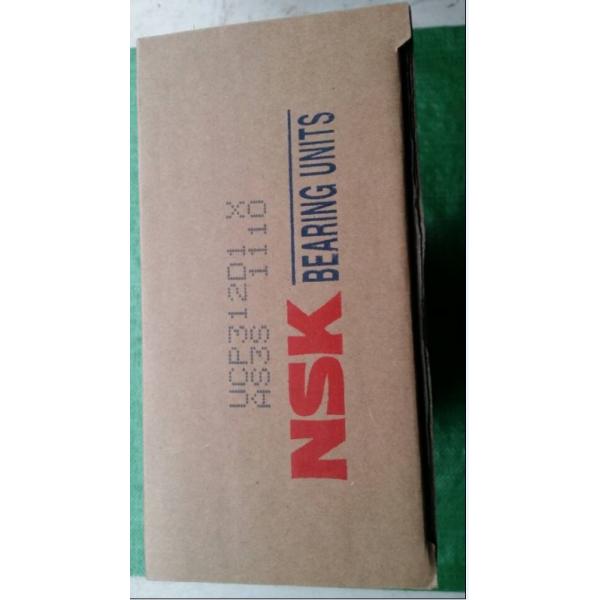 UCP312D1 X
AS3S 1110
NSK BEARING UNITS